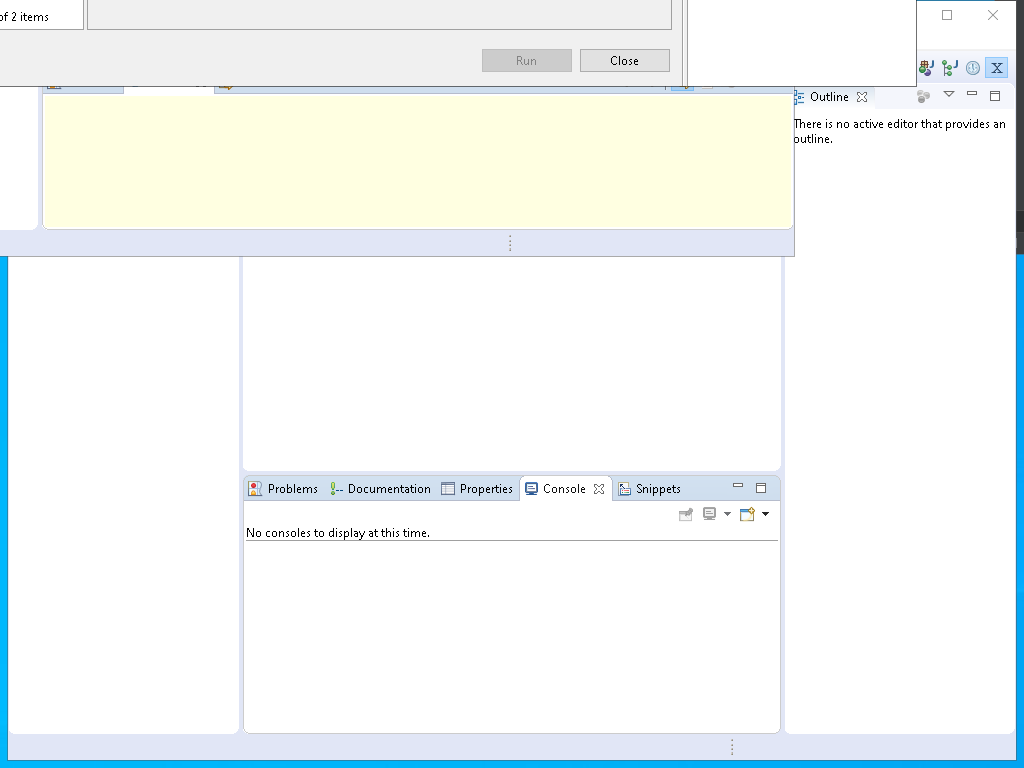 of 2 items
Run
Close
X
Outline
There is no active editor that provides an
outline.
Problems
Documentation
Properties
Console
Snippets
No consoles to display at this time.